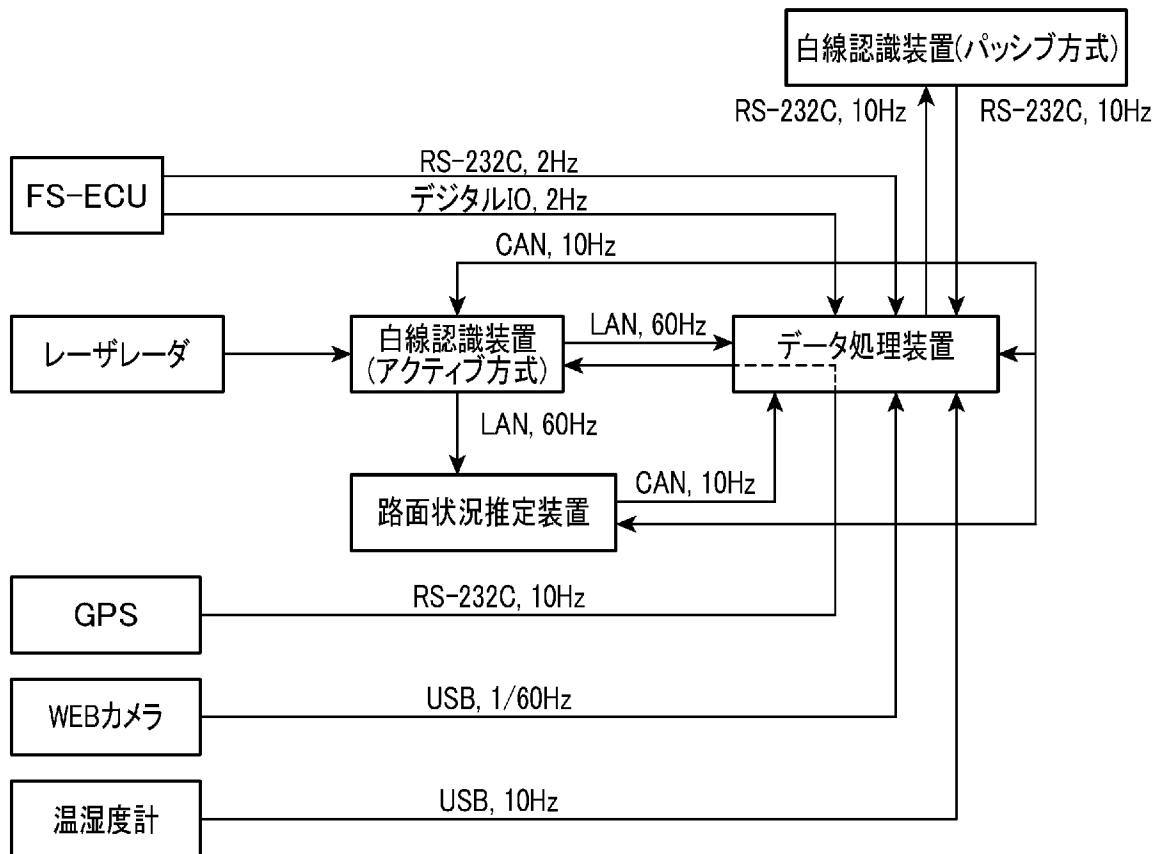 白線認識装置(パッシブ方式)
RS-232C, 10Hz
RS-232C, 10Hz
FS-ECU
RS-232C, 2Hz
デジタルIO, 2Hz
CAN, 10Hz
レーザレーダ
白線認識装置
(アクティブ方式)
LAN, 60Hz
データ処理装置
LAN, 60Hz
路面状況推定装置
CAN, 10Hz
GPS
RS-232C, 10Hz
WEBカメラ
USB, 1/60Hz
温湿度計
USB, 10Hz